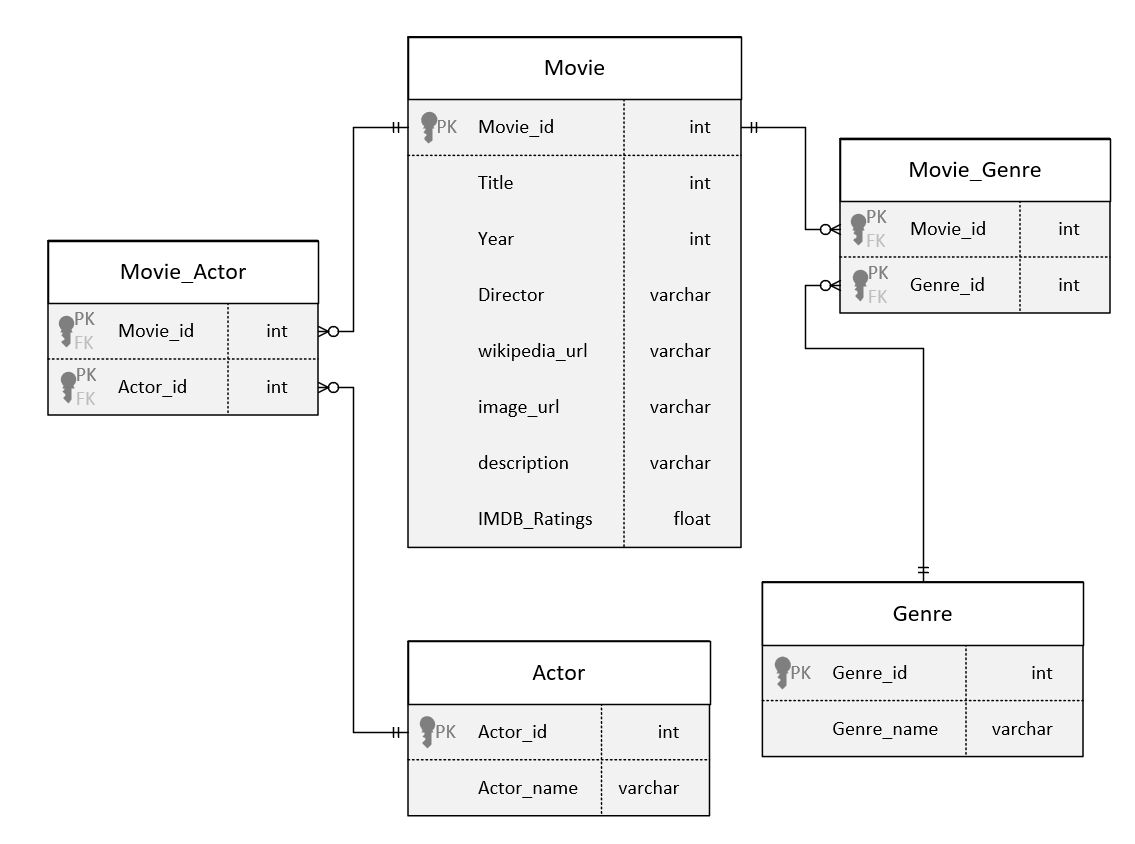 Movie
PK Movie_id int
Title int
Year int
Director varchar
wikipedia_url varchar
image_url varchar
description varchar
IMDB_Ratings float
Movie_Genre
PK
FK
Movie_id int
PK
FK
Genre_id int
Movie_Actor
PK
FK
Movie_id int
PK
FK
Actor_id int
Genre
PK Genre_id int
Genre_name varchar
Actor
PK Actor_id int
Actor_name varchar